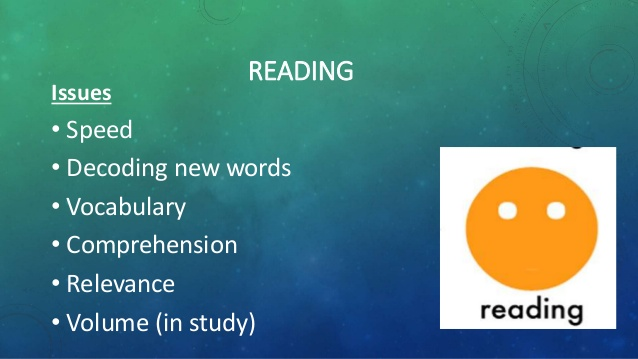 READING
Issues
• Speed
• Decoding new words
• Vocabulary
• Comprehension
• Relevance
• Volume (in study)
reading